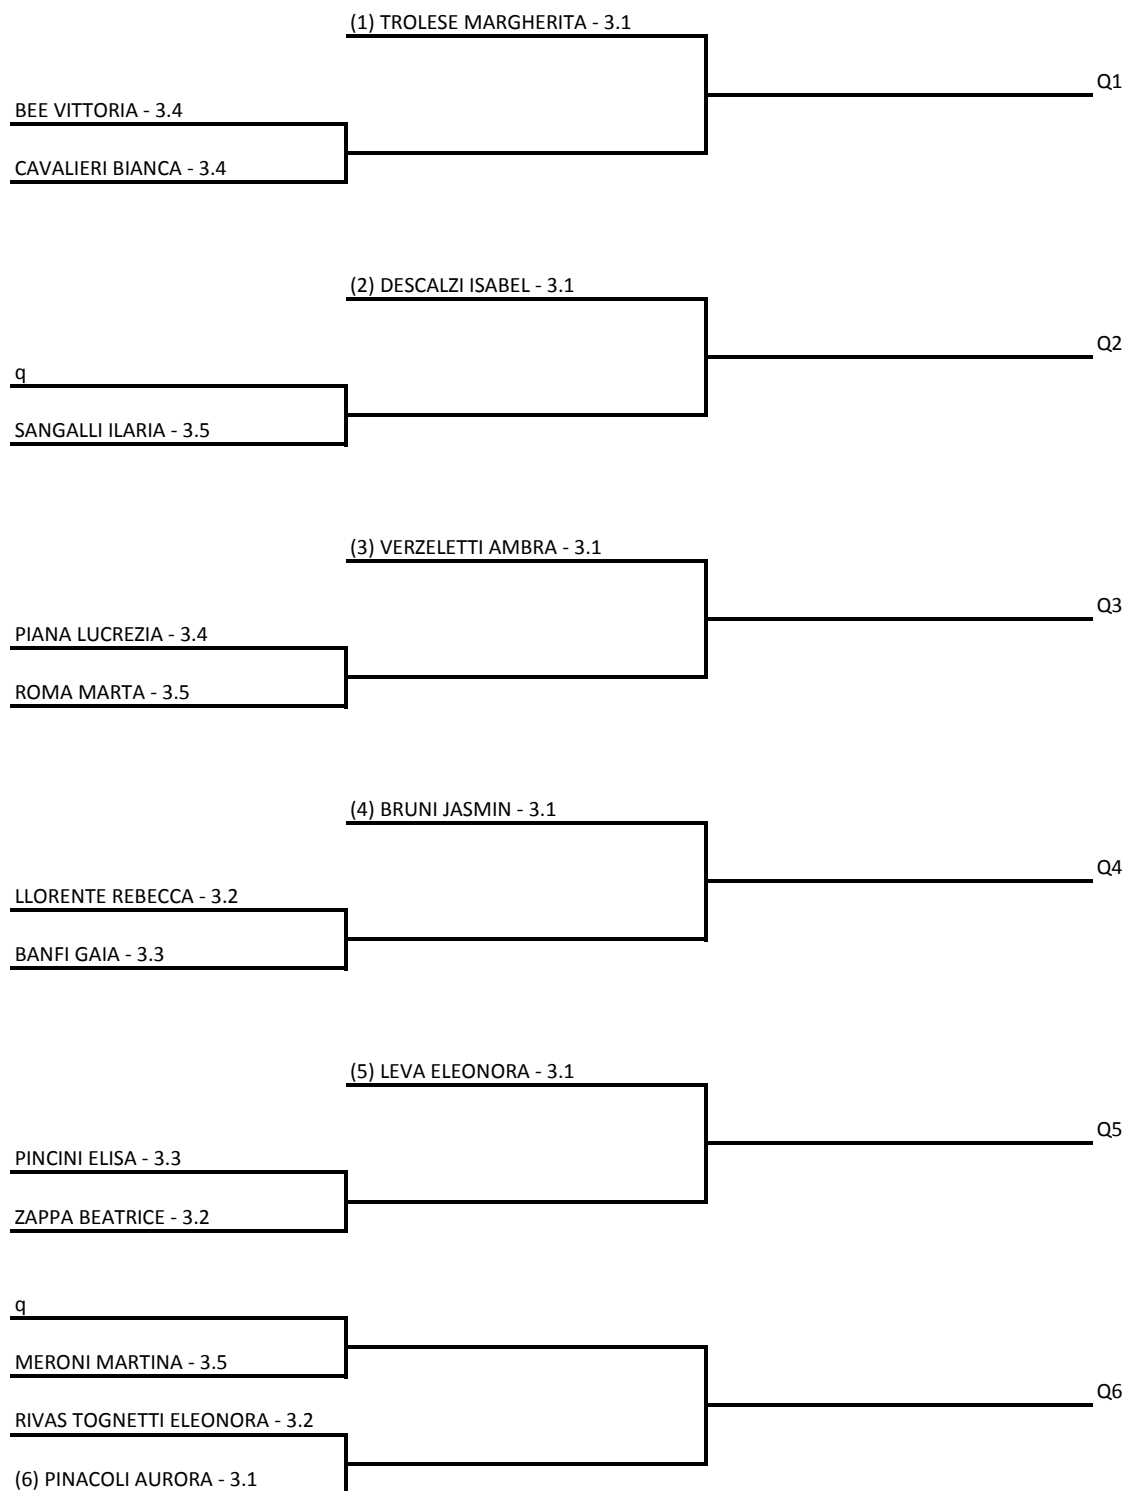 (1) TROLESE MARGHERITA - 3.1
Q1
BEE VITTORIA - 3.4
CAVALIERI BIANCA - 3.4
(2) DESCALZI ISABEL - 3.1
Q2
q
SANGALLI ILARIA - 3.5
(3) VERZELETTI AMBRA - 3.1
Q3
PIANA LUCREZIA - 3.4
ROMA MARTA - 3.5
(4) BRUNI JASMIN - 3.1
Q4
LLORENTE REBECCA - 3.2
BANFI GAIA - 3.3
(5) LEVA ELEONORA - 3.1
Q5
PINCINI ELISA - 3.3
ZAPPA BEATRICE - 3.2
q
MERONI MARTINA - 3.5
Q6
RIVAS TOGNETTI ELEONORA - 3.2
(6) PINACOLI AURORA - 3.1